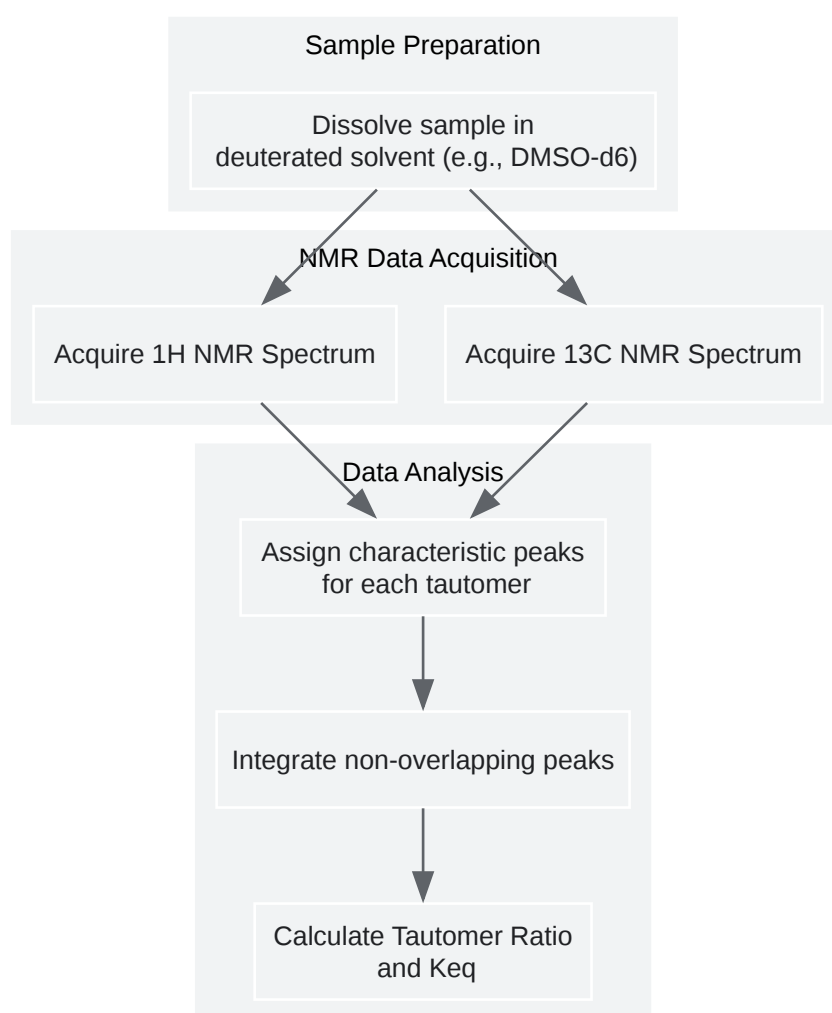 Sample Preparation
Dissolve sample in
deuterated solvent (e.g., DMSO-d6)
NMR Data Acquisition
Acquire 1H NMR Spectrum
Acquire 13C NMR Spectrum
Data Analysis
Assign characteristic peaks
for each tautomer
Integrate non-overlapping peaks
Calculate Tautomer Ratio
and Keq